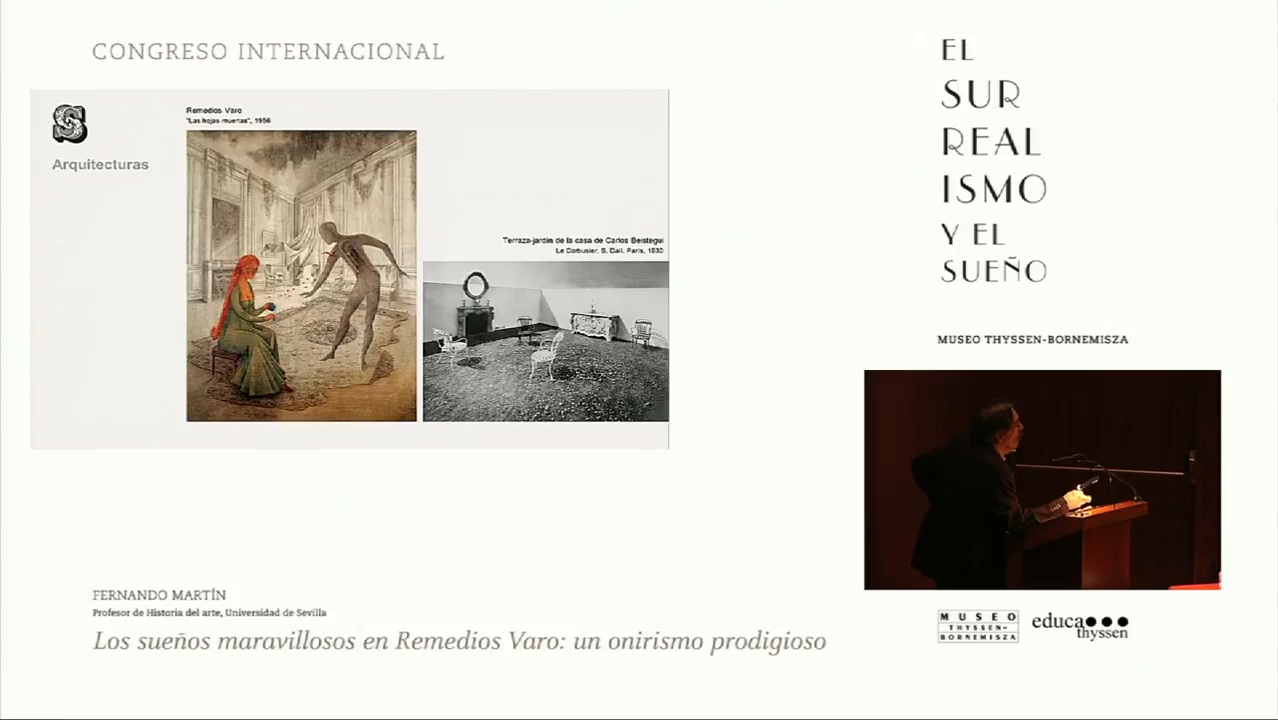 CONGRESO INTERNACIONAL
S
Arquitecturas
Remedios Varo
"Las hojas muertas", 1956
Terraza-jardín de la casa de Carlos Beistegui
Le Corbusier, S. Dalí. París, 1930
EL
SUR
REAL
ISMO
Y EL
SUEÑO
MUSEO THYSSEN-BORNEMISZA
FERNANDO MARTÍN
Profesor de Historia del arte, Universidad de Sevilla
Los sueños maravillosos en Remedios Varo: un onirismo prodigioso
MUSEO
THYSSEN-
BORNEMISZA
educa
thyssen